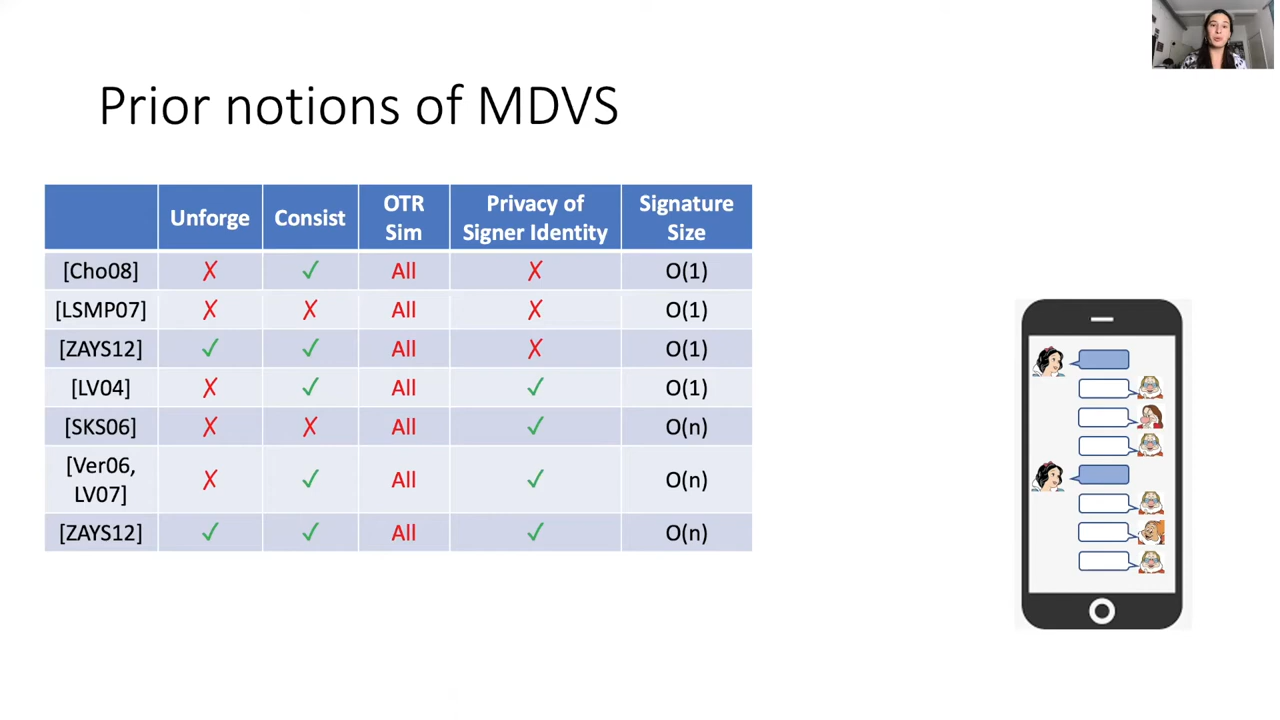 Prior notions of MDVS
Unforge Consist OTR Sim Privacy of Signer Identity Signature Size
[Cho08] ✗ ✓ All ✗ O(1)
[LSMP07] ✗ ✗ All ✗ O(1)
[ZAYS12] ✓ ✓ All ✗ O(1)
[LV04] ✗ ✓ All ✓ O(1)
[SKS06] ✗ ✗ All ✓ O(n)
[Ver06, LV07] ✗ ✓ All ✓ O(n)
[ZAYS12] ✓ ✓ All ✓ O(n)